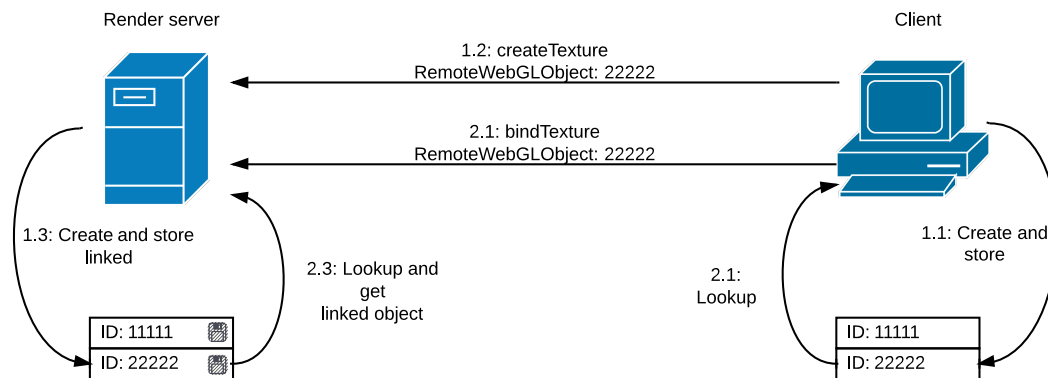 Render server
Client
1.2: createTexture
RemoteWebGLObject: 22222
2.1: bindTexture
RemoteWebGLObject: 22222
1.3: Create and store
linked
2.3: Lookup and
get
linked object
2.1:
Lookup
1.1: Create and
store
ID: 11111
ID: 22222
ID: 11111
ID: 22222